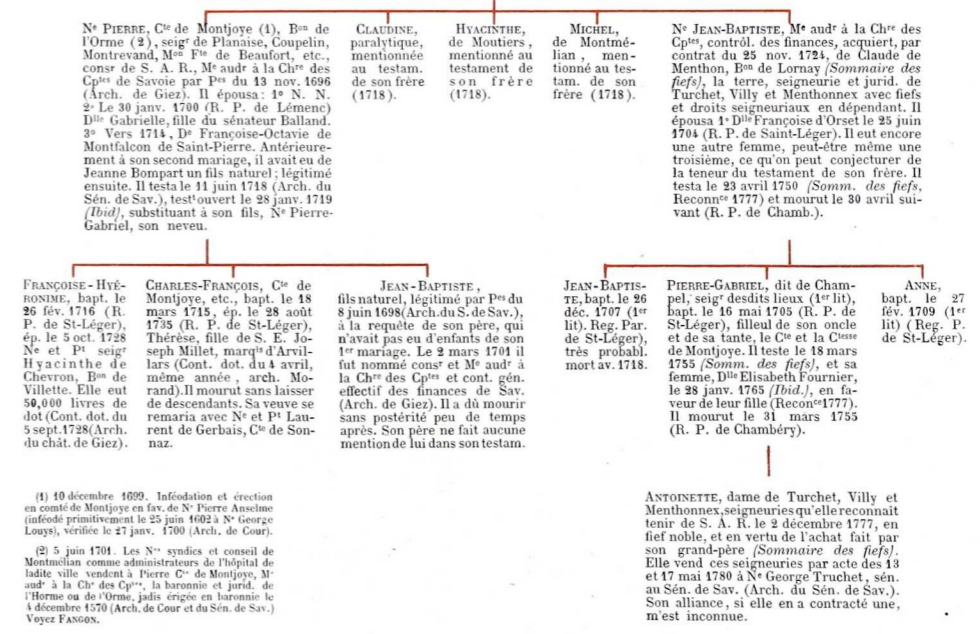 Nᵉ PIERRE, Cᵗᵉ de Montjoye (1), Bᵒⁿ de
l'Orme (2), seigʳ de Planaise, Coupelin,
Montrevand, Mᵒⁿ Fᵗᵉ de Beaufort, etc.,
consʳ de S. A. R., Mᵉ audʳ à la Chʳᵉ des
Cpᵗᵉˢ de Savoie par Pᵉˢ du 13 nov. 1696
(Arch. de Giez). Il épousa: 1º N. N.
2º Le 30 janv. 1700 (R. P. de Lémenc)
Dˡˡᵉ Gabrielle, fille du sénateur Balland.
3º Vers 1714, Dᵉ Françoise-Octavie de
Montfalcon de Saint-Pierre. Antérieure-
ment à son second mariage, il avait eu de
Jeanne Bompart un fils naturel; légitimé
ensuite. Il testa le 11 juin 1718 (Arch. du
Sén. de Sav.), testᵗ ouvert le 28 janv. 1719
(Ibid), substituant à son fils, Nᵉ Pierre-
Gabriel, son neveu.
CLAUDINE,
paralytique,
mentionnée
au testam.
de son frère
(1718).
HYACINTHE,
de Moutiers,
mentionné au
testament de
son frère
(1718).
MICHEL,
de Montmé-
lian, men-
tionné au tes-
tam. de son
frère (1718).
Nᵉ JEAN-BAPTISTE, Mᵉ audʳ à la Chʳᵉ des
Cpᵗᵉˢ, contrôl. des finances, acquiert, par
contrat du 25 nov. 1724, de Claude de
Menthon, Bᵒⁿ de Lornay (Sommaire des
fiefs), la terre, seigneurie et jurid. de
Turchet, Villy et Menthonnex avec fiefs
et droits seigneuriaux en dépendant. Il
épousa 1º Dˡˡᵉ Françoise d'Orset le 25 juin
1704 (R. P. de Saint-Léger). Il eut encore
une autre femme, peut-être même une
troisième, ce qu'on peut conjecturer de
la teneur du testament de son frère. Il
testa le 23 avril 1750 (Somm. des fiefs,
Reconnᶜᵉ 1777) et mourut le 30 avril sui-
vant (R. P. de Chamb.).
FRANÇOISE-HYÉ-
RONIME, bapt. le
26 fév. 1716 (R.
P. de St-Léger),
ép. le 5 oct. 1728
Nᵉ et Pᵗ seigʳ
Hyacinthe de
Chevron, Bᵒⁿ de
Villette. Elle eut
50,000 livres de
dot (Cont. dot. du
5 sept. 1728 (Arch.
du chât. de Giez).
CHARLES-FRANÇOIS, Cᵗᵉ de
Montjoye, etc., bapt. le 18
mars 1715, ép. le 28 août
1735 (R. P. de St-Léger),
Thérèse, fille de S. E. Jo-
seph Millet, marqⁱˢ d'Arvil-
lars (Cont. dot. du 4 avril,
même année, arch. Mo-
rand). Il mourut sans laisser
de descendants. Sa veuve se
remaria avec Nᵉ et Pᵗ Lau-
rent de Gerbais, Cᵗᵉ de Son-
naz.
JEAN-BAPTISTE,
fils naturel, légitimé par Pᵉˢ du
8 juin 1698 (Arch. du S. de Sav.),
à la requête de son père, qui
n'avait pas eu d'enfants de son
1ᵉʳ mariage. Le 2 mars 1701 il
fut nommé consʳ et Mᵉ audʳ à
la Chʳᵉ des Cpᵗᵉˢ et cont. gén.
effectif des finances de Sav.
(Arch. de Giez). Il a dû mourir
sans postérité peu de temps
après. Son père ne fait aucune
mention de lui dans son testam.
JEAN-BAPTIS-
TE, bapt. le 26
déc. 1707 (1ᵉʳ
lit). Reg. Par.
de St-Léger),
très probabl.
mort av. 1718.
PIERRE-GABRIEL, dit de Cham-
pel, seigʳ desdits lieux (1ᵉʳ lit),
bapt. le 16 mai 1705 (R. P. de
St-Léger), filleul de son oncle
et de sa tante, le Cᵗᵉ et la Cᵗᵉˢˢᵉ
de Montjoye. Il teste le 18 mars
1755 (Somm. des fiefs), et sa
femme, Dˡˡᵉ Elisabeth Fournier,
le 28 janv. 1765 (Ibid.), en fa-
veur de leur fille (Reconᶜᵉ 1777).
Il mourut le 31 mars 1755
(R. P. de Chambéry).
ANNE,
bapt. le 27
fév. 1709 (1ᵉʳ
lit) (Reg. P.
de St-Léger).
(1) 10 décembre 1699. Inféodation et érection
en comté de Montjoye en fav. de Nᵉ Pierre Anselme
(inféodé primitivement le 25 juin 1602 à Nᵉ George
Louys), vérifiée le 27 janv. 1700 (Arch. de Cour).
(2) 5 juin 1701. Les Nᵉˢ syndics et conseil de
Montmélian comme administrateurs de l'hôpital de
ladite ville vendent à Pierre Cᵗᵉ de Montjoye, Mᵉ
audʳ à la Chᵉ des Cpᵗᵉˢ, la baronnie et jurid. de
l'Horme ou de l'Orme, jadis érigée en baronnie le
4 décembre 1570 (Arch. de Cour et du Sén. de Sav.)
Voyez FANGON.
ANTOINETTE, dame de Turchet, Villy et
Menthonnex, seigneuries qu'elle reconnait
tenir de S. A. R. le 2 décembre 1777, en
fief noble, et en vertu de l'achat fait par
son grand-père (Sommaire des fiefs).
Elle vend ces seigneuries par acte des 13
et 17 mai 1780 à Nᵉ George Truchet, sén.
au Sén. de Sav. (Arch. du Sén. de Sav.).
Son alliance, si elle en a contracté une,
m'est inconnue.